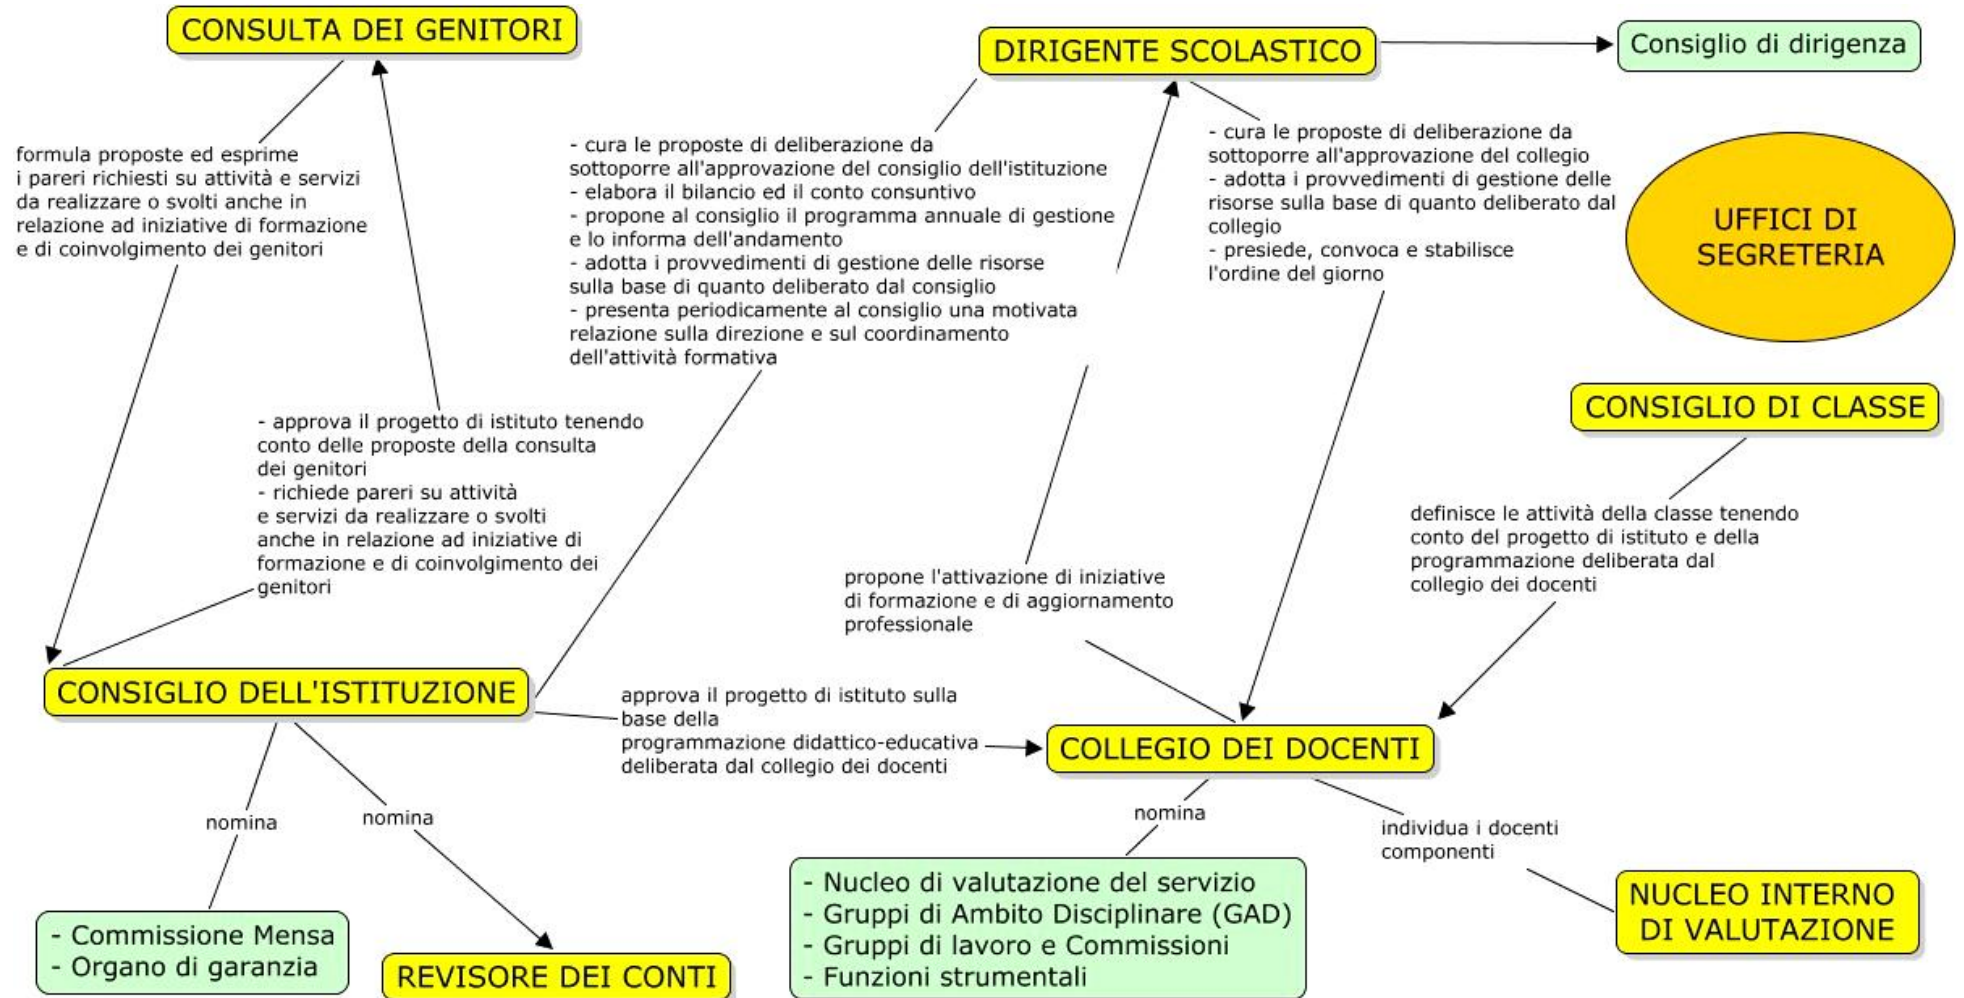 CONSULTA DEI GENITORI
DIRIGENTE SCOLASTICO
Consiglio di dirigenza
formula proposte ed esprime
i pareri richiesti su attività e servizi
da realizzare o svolti anche in
relazione ad iniziative di formazione
e di coinvolgimento dei genitori
- cura le proposte di deliberazione da
sottoporre all'approvazione del consiglio dell'istituzione
- elabora il bilancio ed il conto consuntivo
- propone al consiglio il programma annuale di gestione
e lo informa dell'andamento
- adotta i provvedimenti di gestione delle risorse
sulla base di quanto deliberato dal consiglio
- presenta periodicamente al consiglio una motivata
relazione sulla direzione e sul coordinamento
dell'attività formativa
- cura le proposte di deliberazione da
sottoporre all'approvazione del collegio
- adotta i provvedimenti di gestione delle
risorse sulla base di quanto deliberato dal
collegio
- presiede, convoca e stabilisce
l'ordine del giorno
UFFICI DI
SEGRETERIA
CONSIGLIO DI CLASSE
- approva il progetto di istituto tenendo
conto delle proposte della consulta
dei genitori
- richiede pareri su attività
e servizi da realizzare o svolti
anche in relazione ad iniziative di
formazione e di coinvolgimento dei
genitori
definisce le attività della classe tenendo
conto del progetto di istituto e della
programmazione deliberata dal
collegio dei docenti
propone l'attivazione di iniziative
di formazione e di aggiornamento
professionale
CONSIGLIO DELL'ISTITUZIONE
approva il progetto di istituto sulla
base della
programmazione didattico-educativa
deliberata dal collegio dei docenti
COLLEGIO DEI DOCENTI
nomina
nomina
nomina
individua i docenti
componenti
- Commissione Mensa
- Organo di garanzia
REVISORE DEI CONTI
- Nucleo di valutazione del servizio
- Gruppi di Ambito Disciplinare (GAD)
- Gruppi di lavoro e Commissioni
- Funzioni strumentali
NUCLEO INTERNO
DI VALUTAZIONE